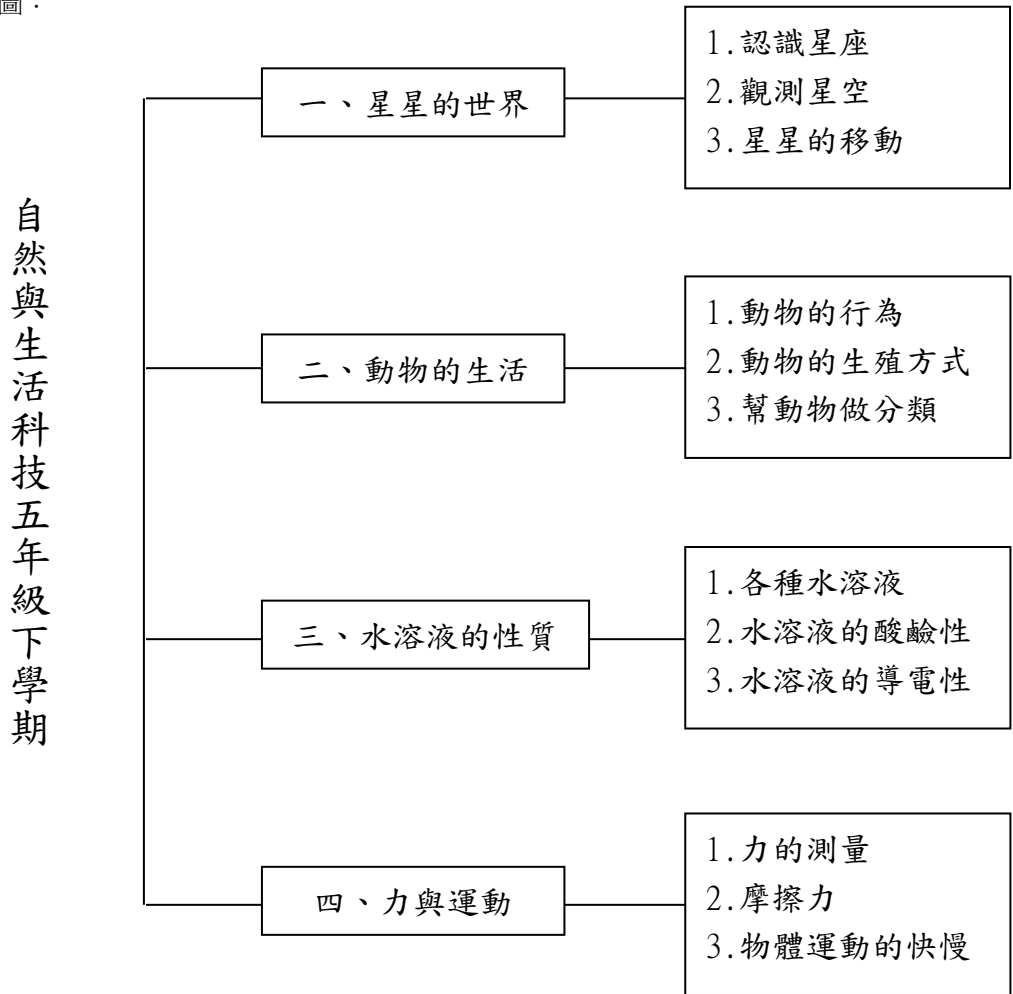 圖：
自然與生活科技五年級下學期
一、星星的世界
1.認識星座
2.觀測星空
3.星星的移動
二、動物的生活
1.動物的行為
2.動物的生殖方式
3.幫動物做分類
三、水溶液的性質
1.各種水溶液
2.水溶液的酸鹼性
3.水溶液的導電性
四、力與運動
1.力的測量
2.摩擦力
3.物體運動的快慢